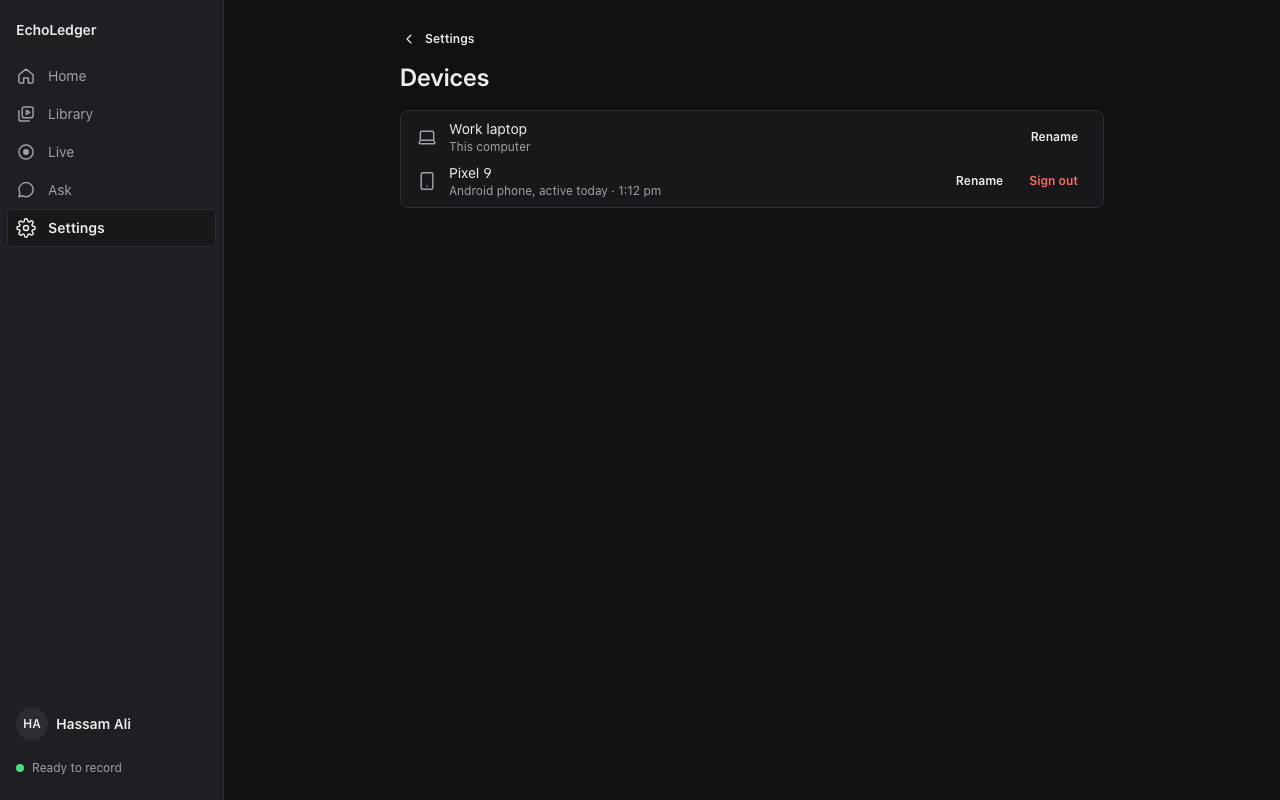 EchoLedger
Home
Library
Live
Ask
Settings
HA
Hassam Ali
Ready to record
Settings
Devices
Work laptop
This computer
Rename
Pixel 9
Android phone, active today · 1:12 pm
Rename
Sign out